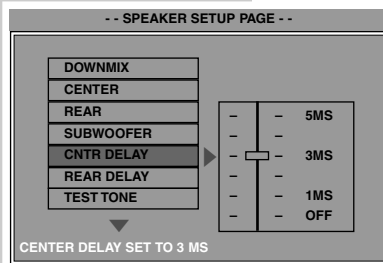 - - SPEAKER SETUP PAGE - -
DOWNMIX
CENTER
REAR
SUBWOOFER
CNTR DELAY
REAR DELAY
TEST TONE
– – 5MS
– –
– – 3MS
– –
– – 1MS
– – OFF
CENTER DELAY SET TO 3 MS